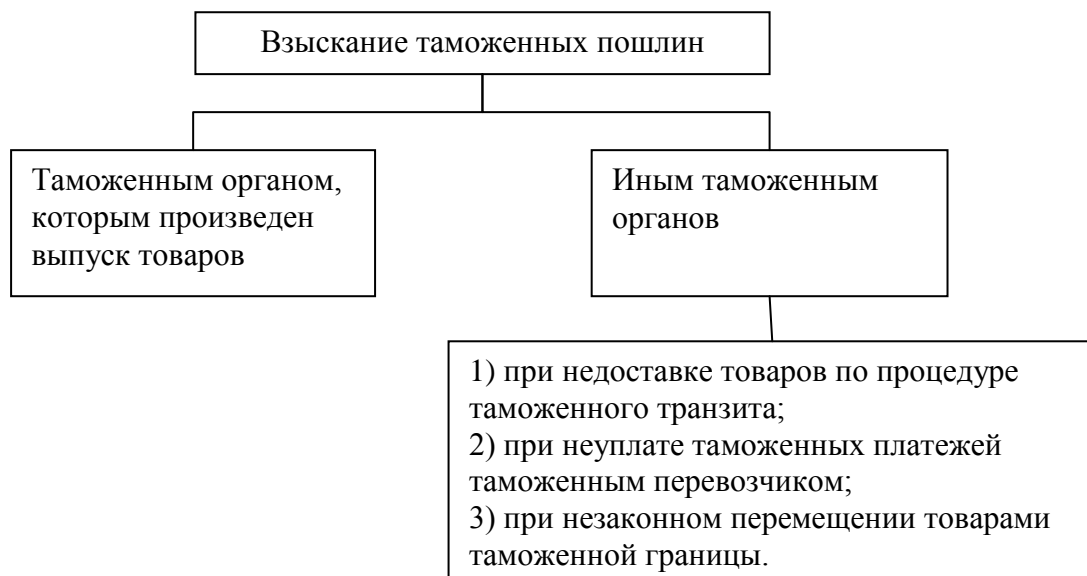 Взыскание таможенных пошлин
Таможенным органом,
которым произведен
выпуск товаров
Иным таможенным
органов
1) при недоставке товаров по процедуре
таможенного транзита;
2) при неуплате таможенных платежей
таможенным перевозчиком;
3) при незаконном перемещении товарами
таможенной границы.